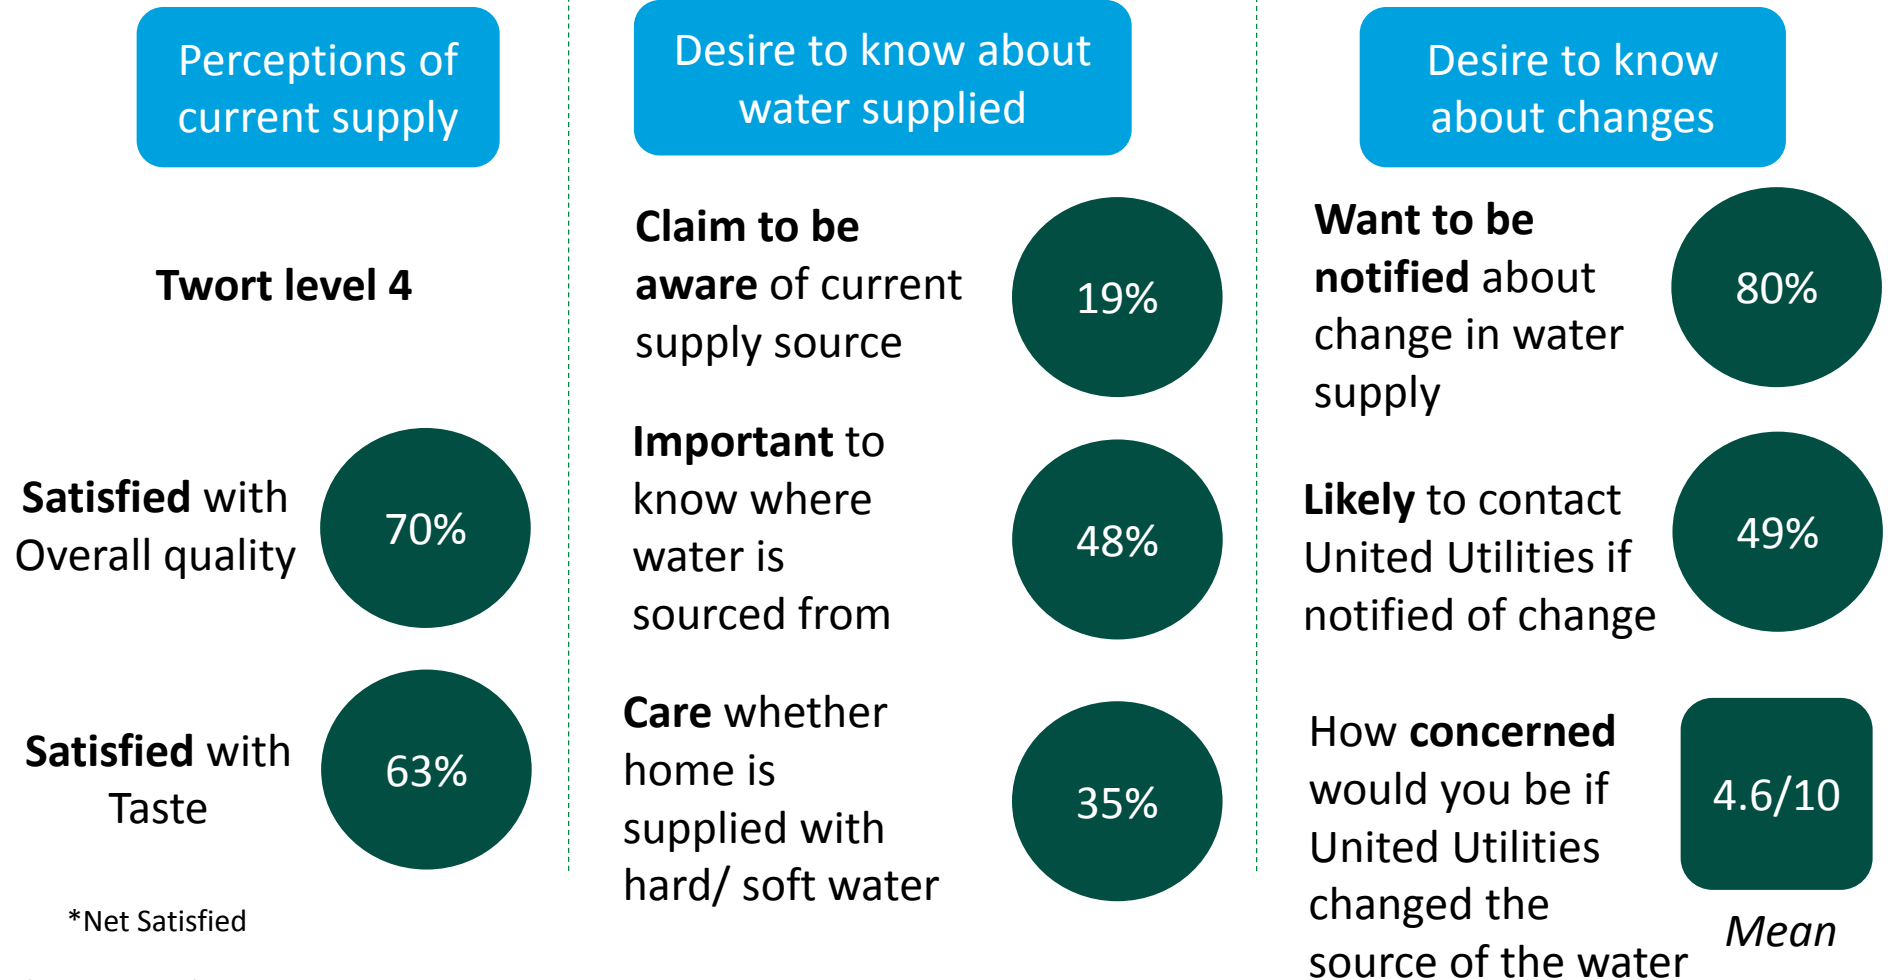 Perceptions of
current supply
Twort level 4
Satisfied with
Overall quality
70%
Satisfied with
Taste
63%
*Net Satisfied
Desire to know about
water supplied
Claim to be
aware of current
supply source
19%
Important to
know where
water is
sourced from
48%
Care whether
home is
supplied with
hard/ soft water
35%
Desire to know
about changes
Want to be
notified about
change in water
supply
80%
Likely to contact
United Utilities if
notified of change
49%
How concerned
would you be if
United Utilities
changed the
source of the water
4.6/10
Mean